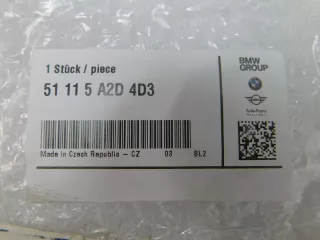 1 Stück / piece
51 11 5 A2D 4D3
BMW
GROUP
Made in Czech Republic – CZ 03 BL2